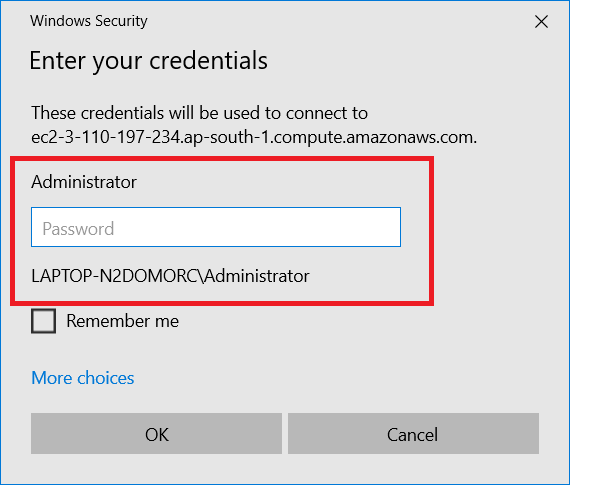 Windows Security
Enter your credentials
These credentials will be used to connect to
ec2-3-110-197-234.ap-south-1.compute.amazonaws.com.
Administrator
Password
LAPTOP-N2DOMORC\Administrator
Remember me
More choices
OK
Cancel